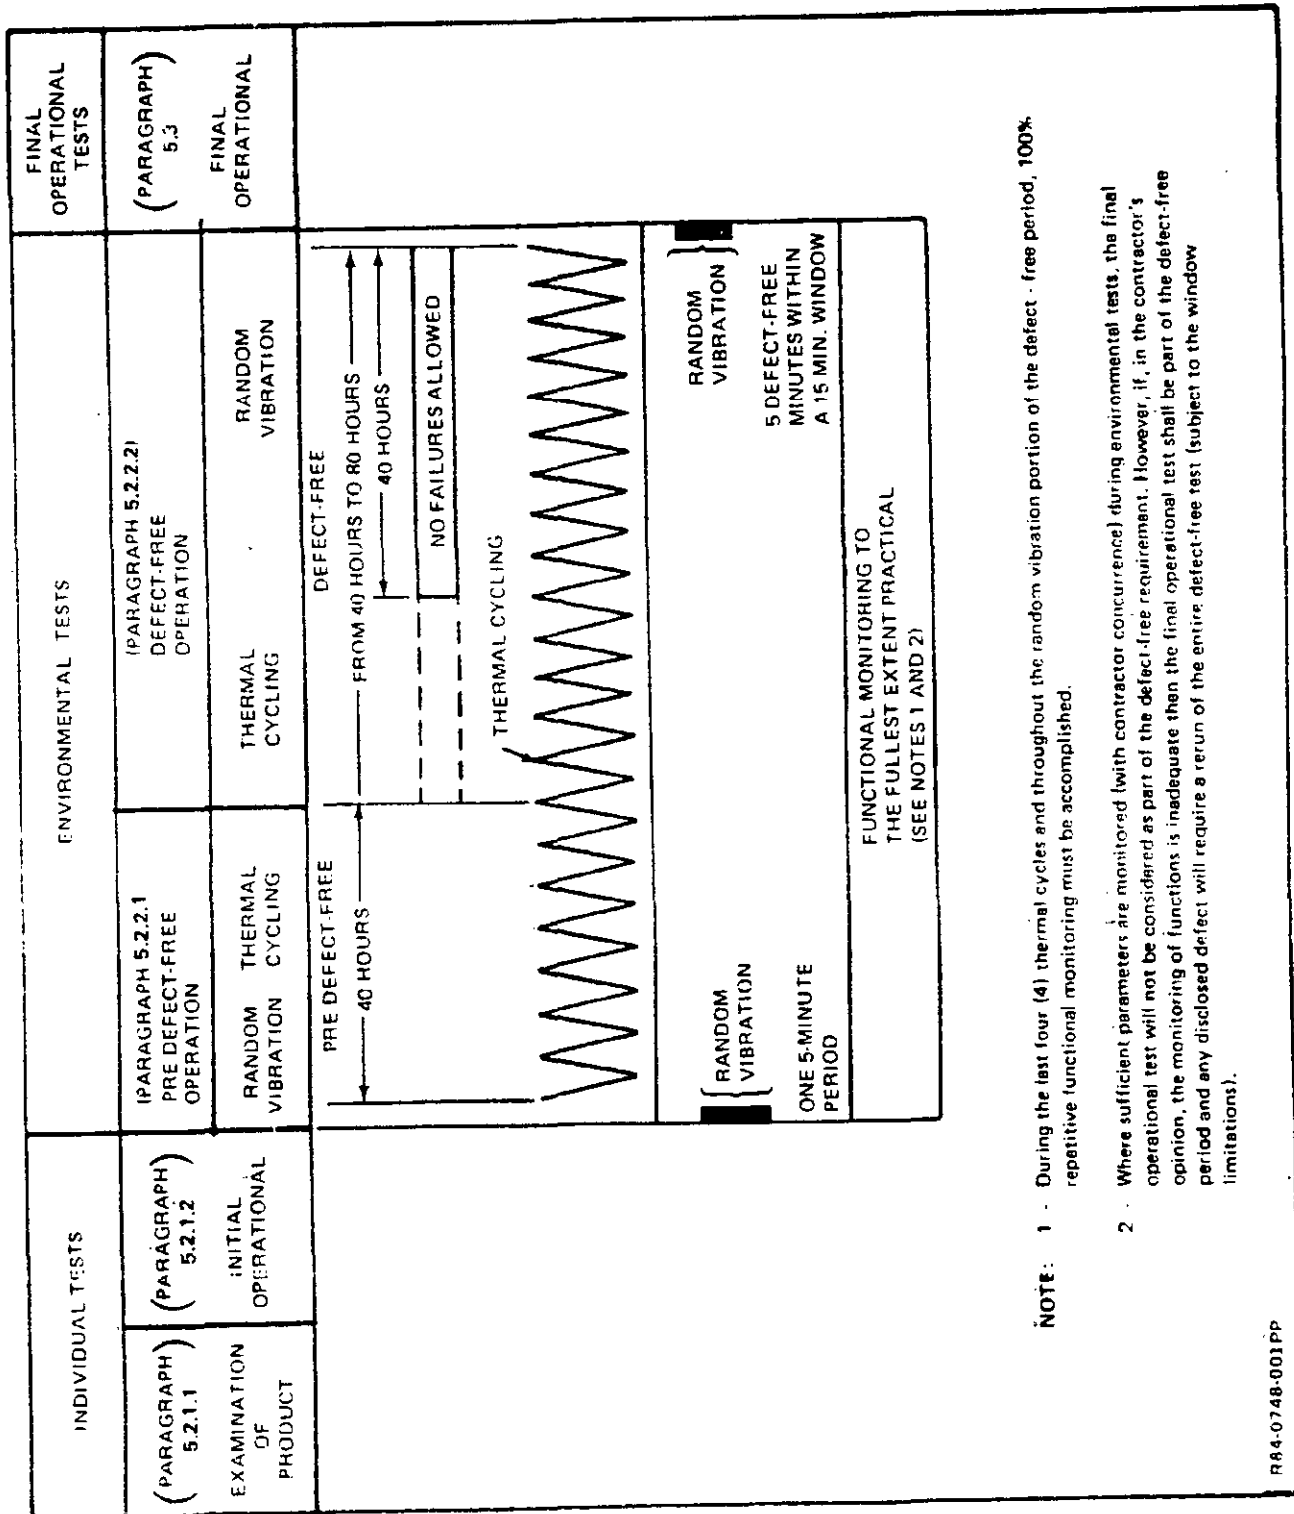 INDIVIDUAL TESTS
ENVIRONMENTAL TESTS
FINAL
OPERATIONAL
TESTS
(PARAGRAPH)
5.2.1.1
EXAMINATION
OF
PRODUCT
(PARAGRAPH)
5.2.1.2
INITIAL
OPERATIONAL
(PARAGRAPH 5.2.2.1
PRE DEFECT-FREE
OPERATION
RANDOM
VIBRATION
THERMAL
CYCLING
(PARAGRAPH 5.2.2.2)
DEFECT-FREE
OPERATION
THERMAL
CYCLING
RANDOM
VIBRATION
(PARAGRAPH)
5.3
FINAL
OPERATIONAL
PRE DEFECT-FREE
40 HOURS
DEFECT-FREE
FROM 40 HOURS TO 80 HOURS
40 HOURS
NO FAILURES ALLOWED
THERMAL CYCLING
RANDOM
VIBRATION
ONE 5-MINUTE
PERIOD
RANDOM
VIBRATION
5 DEFECT-FREE
MINUTES WITHIN
A 15 MIN. WINDOW
FUNCTIONAL MONITORING TO
THE FULLEST EXTENT PRACTICAL
(SEE NOTES 1 AND 2)
NOTE: 1 - During the last four (4) thermal cycles and throughout the random vibration portion of the defect - free period, 100%
repetitive functional monitoring must be accomplished.
2 - Where sufficient parameters are monitored (with contractor concurrence) during environmental tests, the final
operational test will not be considered as part of the defect-free requirement. However, if, in the contractor's
opinion, the monitoring of functions is inadequate then the final operational test shall be part of the defect-free
period and any disclosed defect will require a rerun of the entire defect-free test (subject to the window
limitations).
R84-0748-001PP